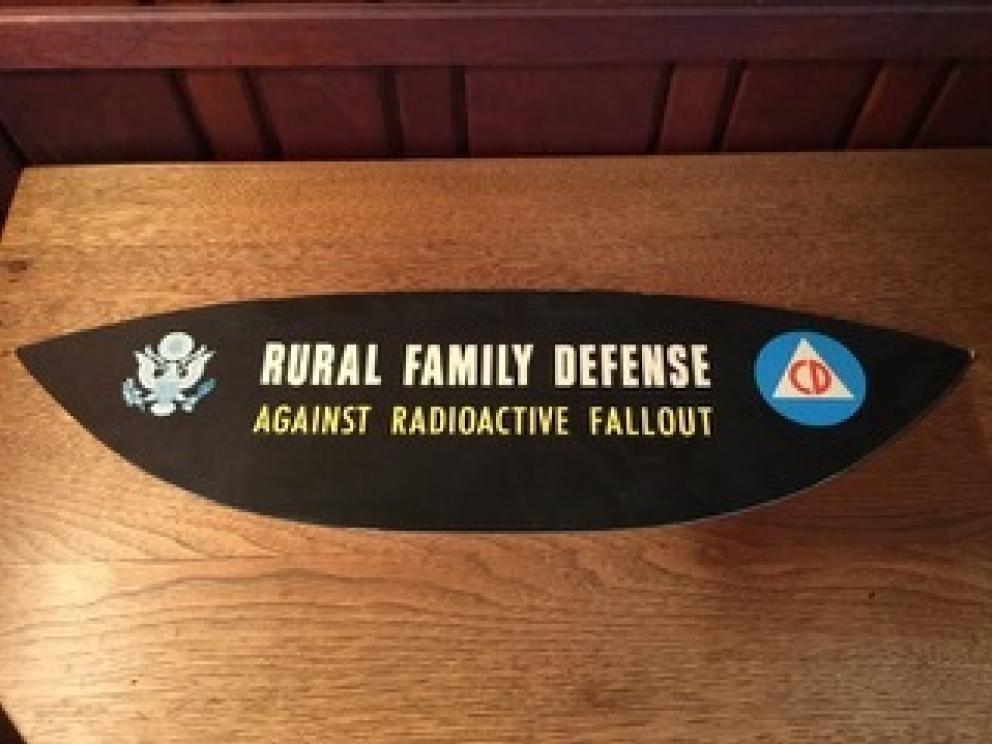 RURAL FAMILY DEFENSE
AGAINST RADIOACTIVE FALLOUT
CD